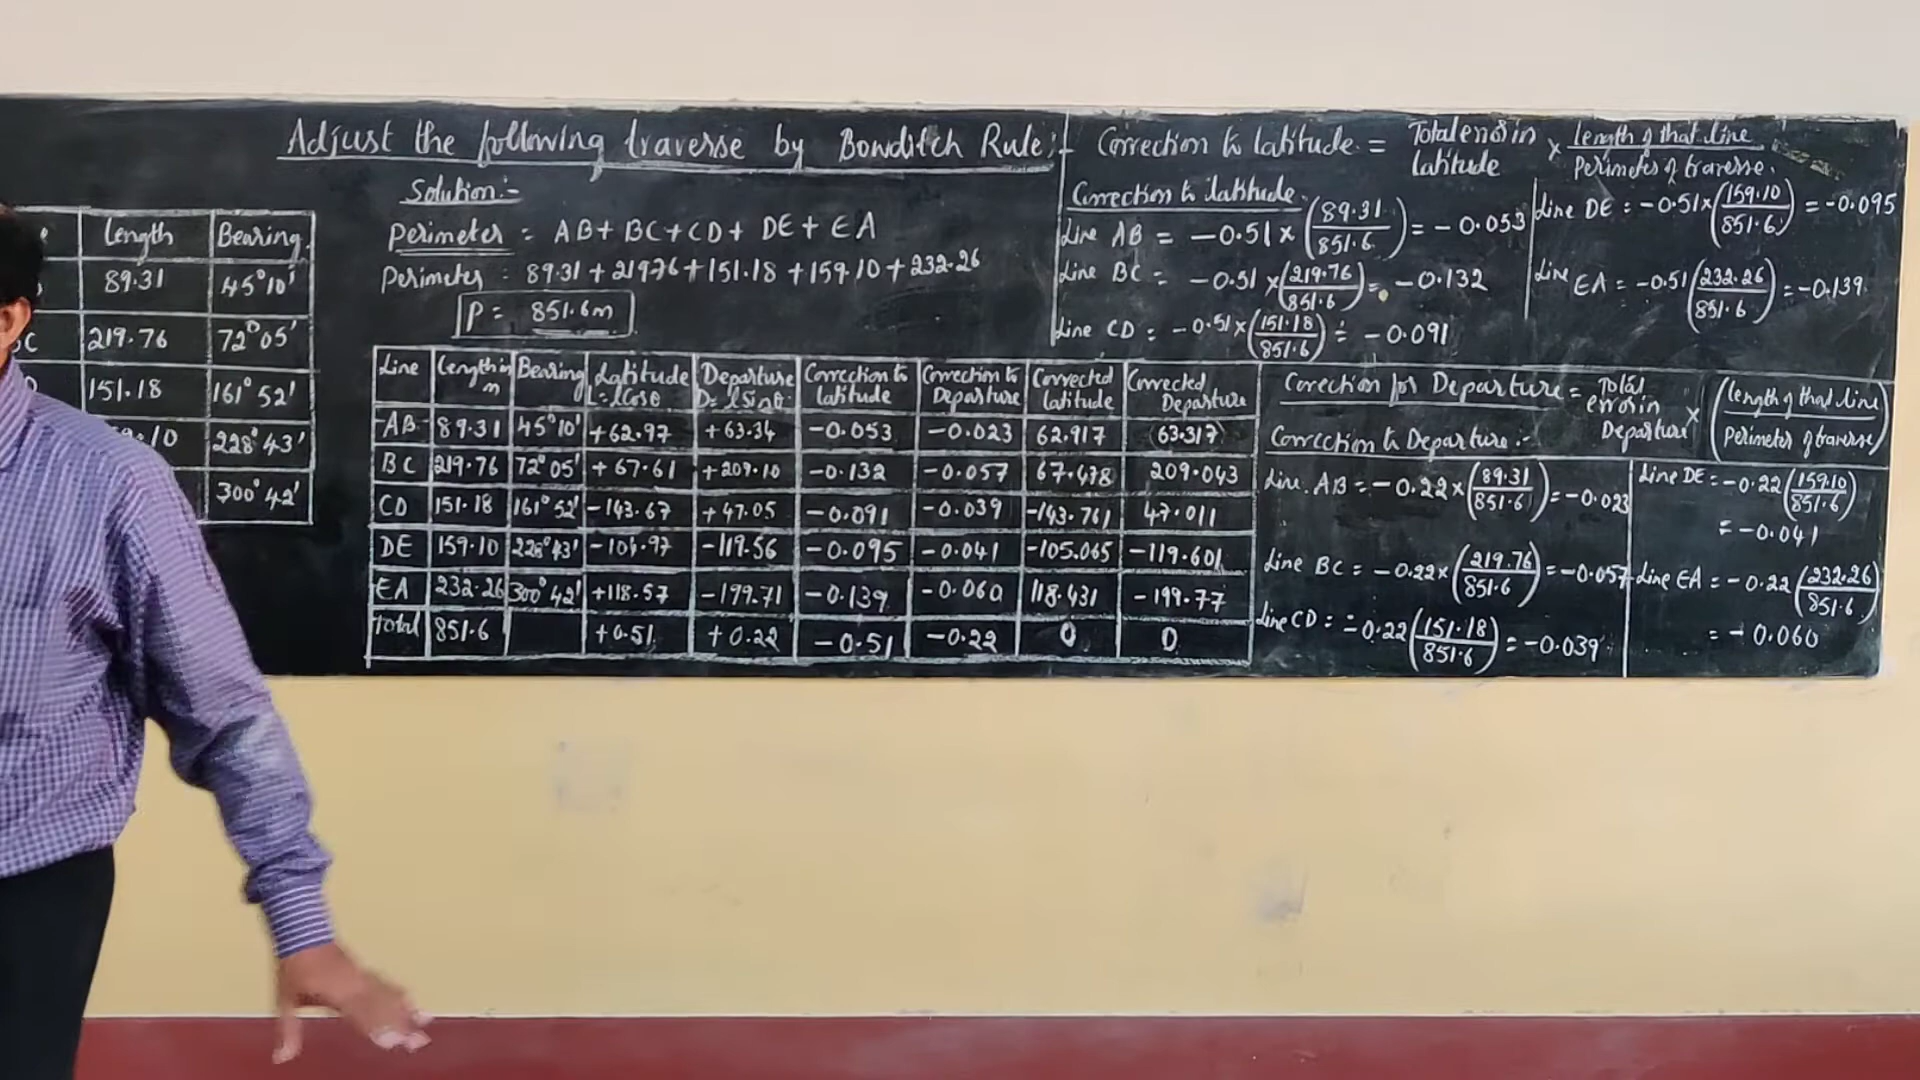 Adjust the following traverse by Bowditch Rule:-
Length Bearing.
89.31 45°10'
C 219.76 72°05'
151.18 161°52'
9.10 228°43'
300°42'
Solution:-
Perimeter = AB+ BC+CD+ DE+ EA
Perimeter = 89.31+219.76+151.18+159.10+232.26
P = 851.6m
Line Length in m Bearing Latitude L=lCosθ Departure D=lSinθ Correction to latitude Correction to Departure Corrected latitude Corrected Departure
AB 89.31 45°10' +62.97 +63.34 -0.053 -0.023 62.917 63.317
BC 219.76 72°05' +67.61 +209.10 -0.132 -0.057 67.478 209.043
CD 151.18 161°52' -143.67 +47.05 -0.091 -0.039 -143.761 47.011
DE 159.10 228°43' -104.97 -119.56 -0.095 -0.041 -105.065 -119.601
EA 232.26 300°42' +118.57 -199.71 -0.139 -0.060 118.431 -199.77
Total 851.6 +0.51 +0.22 -0.51 -0.22 0 0
Correction to latitude = Total error in latitude × length of that line / Perimeter of traverse.
Correction to latitude.
Line AB = -0.51 × (89.31/851.6) = -0.053
Line BC = -0.51 × (219.76/851.6) = -0.132
Line CD = -0.51 × (151.18/851.6) = -0.091
Line DE = -0.51 × (159.10/851.6) = -0.095
Line EA = -0.51 (232.26/851.6) = -0.139
Correction for Departure = Total error in Departure × (length of that line / Perimeter of traverse)
Correction to Departure:-
Line AB = -0.22 × (89.31/851.6) = -0.023
Line BC = -0.22 × (219.76/851.6) = -0.057
Line CD = -0.22 (151.18/851.6) = -0.039
Line DE = -0.22 (159.10/851.6)
= -0.041
Line EA = -0.22 (232.26/851.6)
= -0.060